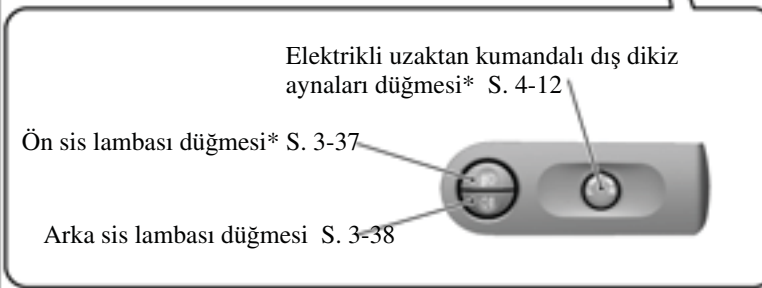 Elektrikli uzaktan kumandalı dış dikiz
aynaları düğmesi* S. 4-12
Ön sis lambası düğmesi* S. 3-37
Arka sis lambası düğmesi S. 3-38